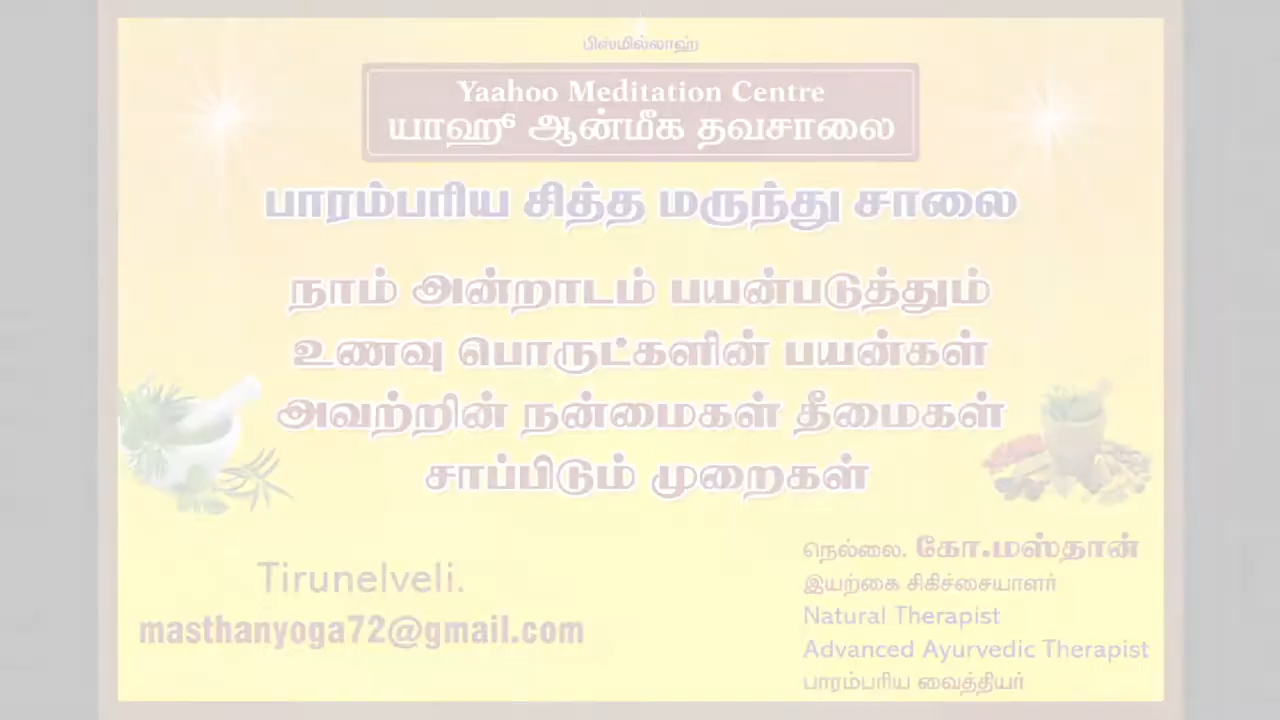 பிஸ்மில்லாஹ்
Yaahoo Meditation Centre
யாஹூ ஆன்மீக தவசாலை
பாரம்பரிய சித்த மருந்து சாலை
நாம் அன்றாடம் பயன்படுத்தும்
உணவு பொருட்களின் பயன்கள்
அவற்றின் நன்மைகள் தீமைகள்
சாப்பிடும் முறைகள்
Tirunelveli.
masthanyoga72@gmail.com
நெல்லை. கோ.மஸ்தான்
இயற்கை சிகிச்சையாளர்
Natural Therapist
Advanced Ayurvedic Therapist
பாரம்பரிய வைத்தியர்